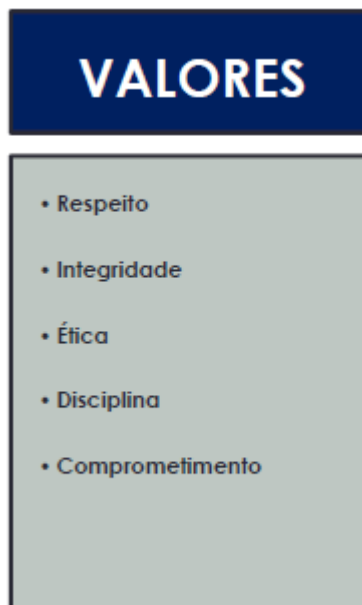 VALORES
• Respeito
• Integridade
• Ética
• Disciplina
• Comprometimento